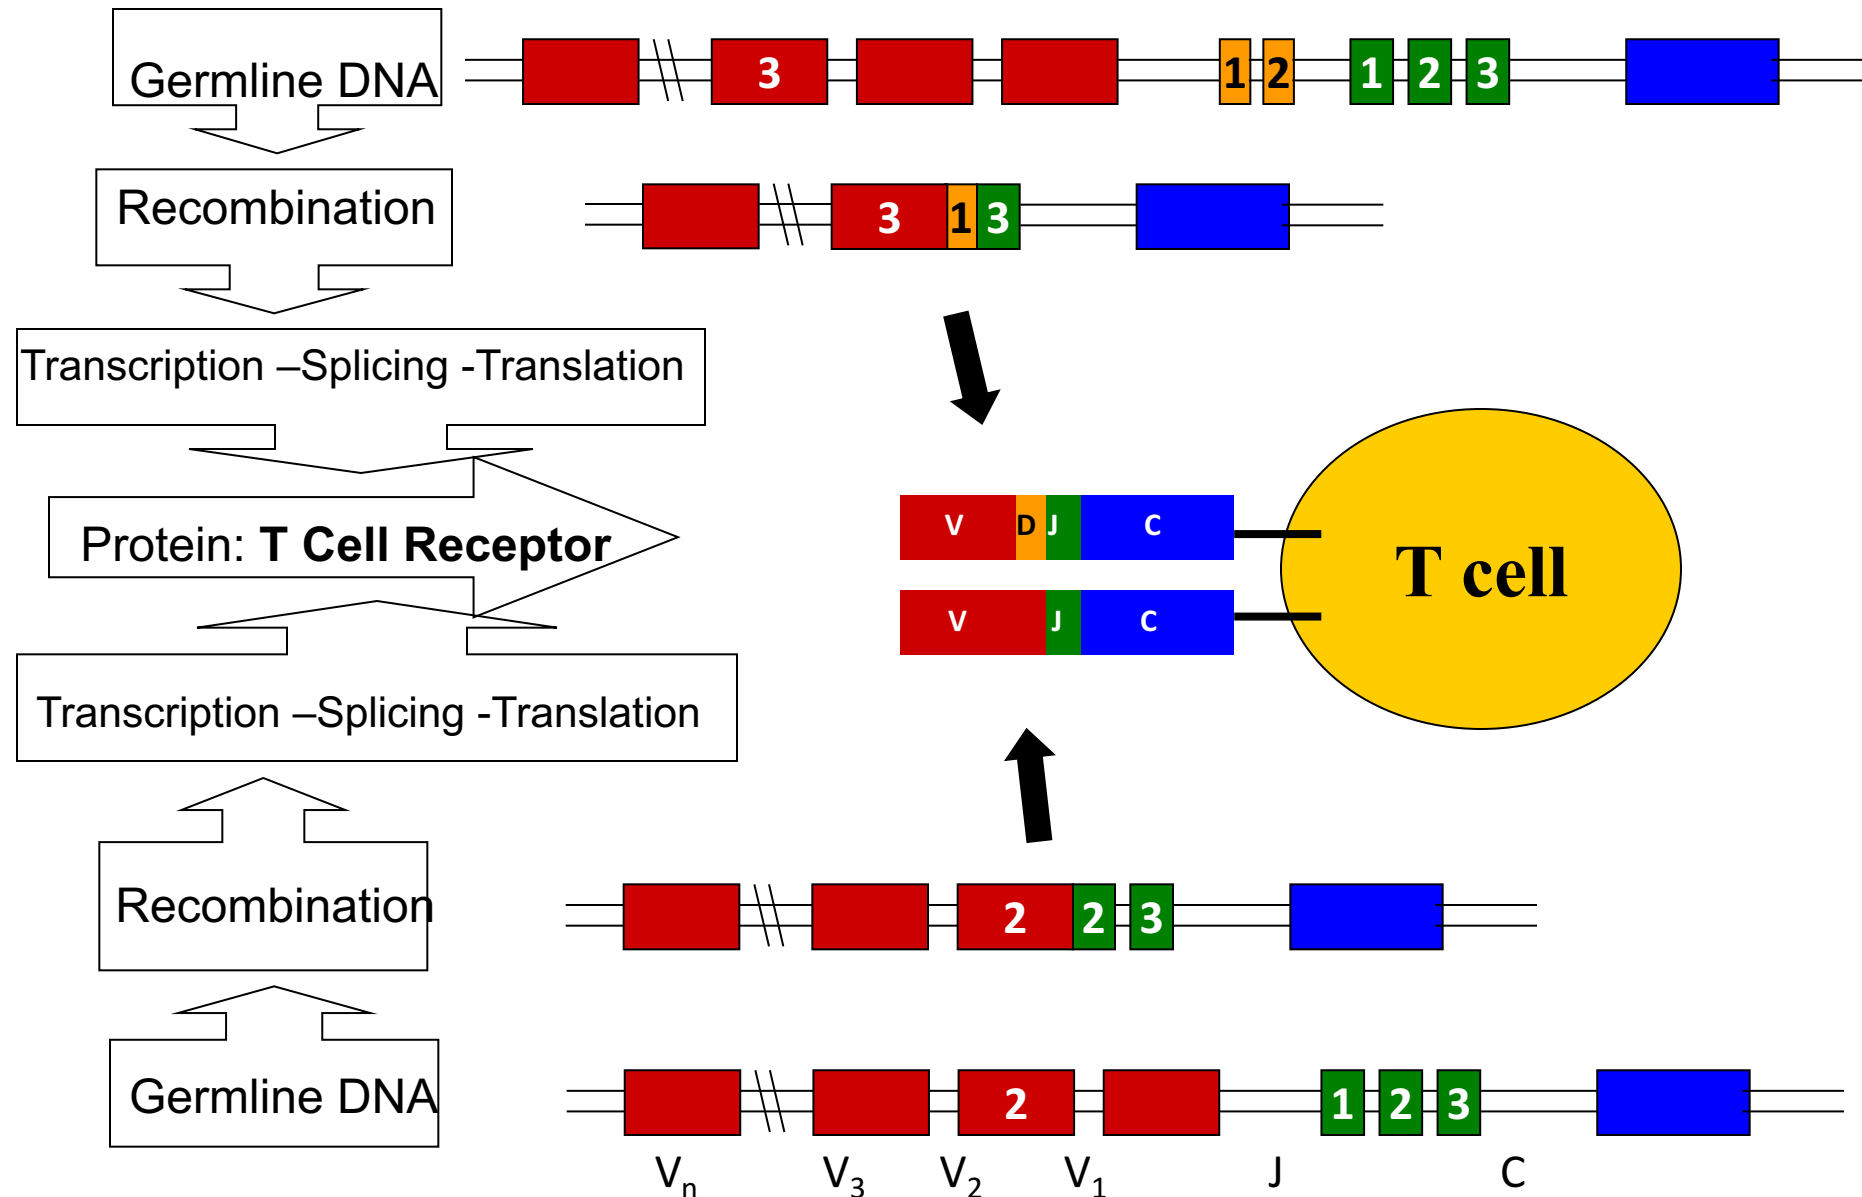 Germline DNA
3 1 2 1 2 3
Recombination
3 1 3
Transcription –Splicing -Translation
Protein: T Cell Receptor
V D J C
V J C
T cell
Transcription –Splicing -Translation
Recombination
2 2 3
Germline DNA
2 1 2 3
Vₙ V₃ V₂ V₁ J C